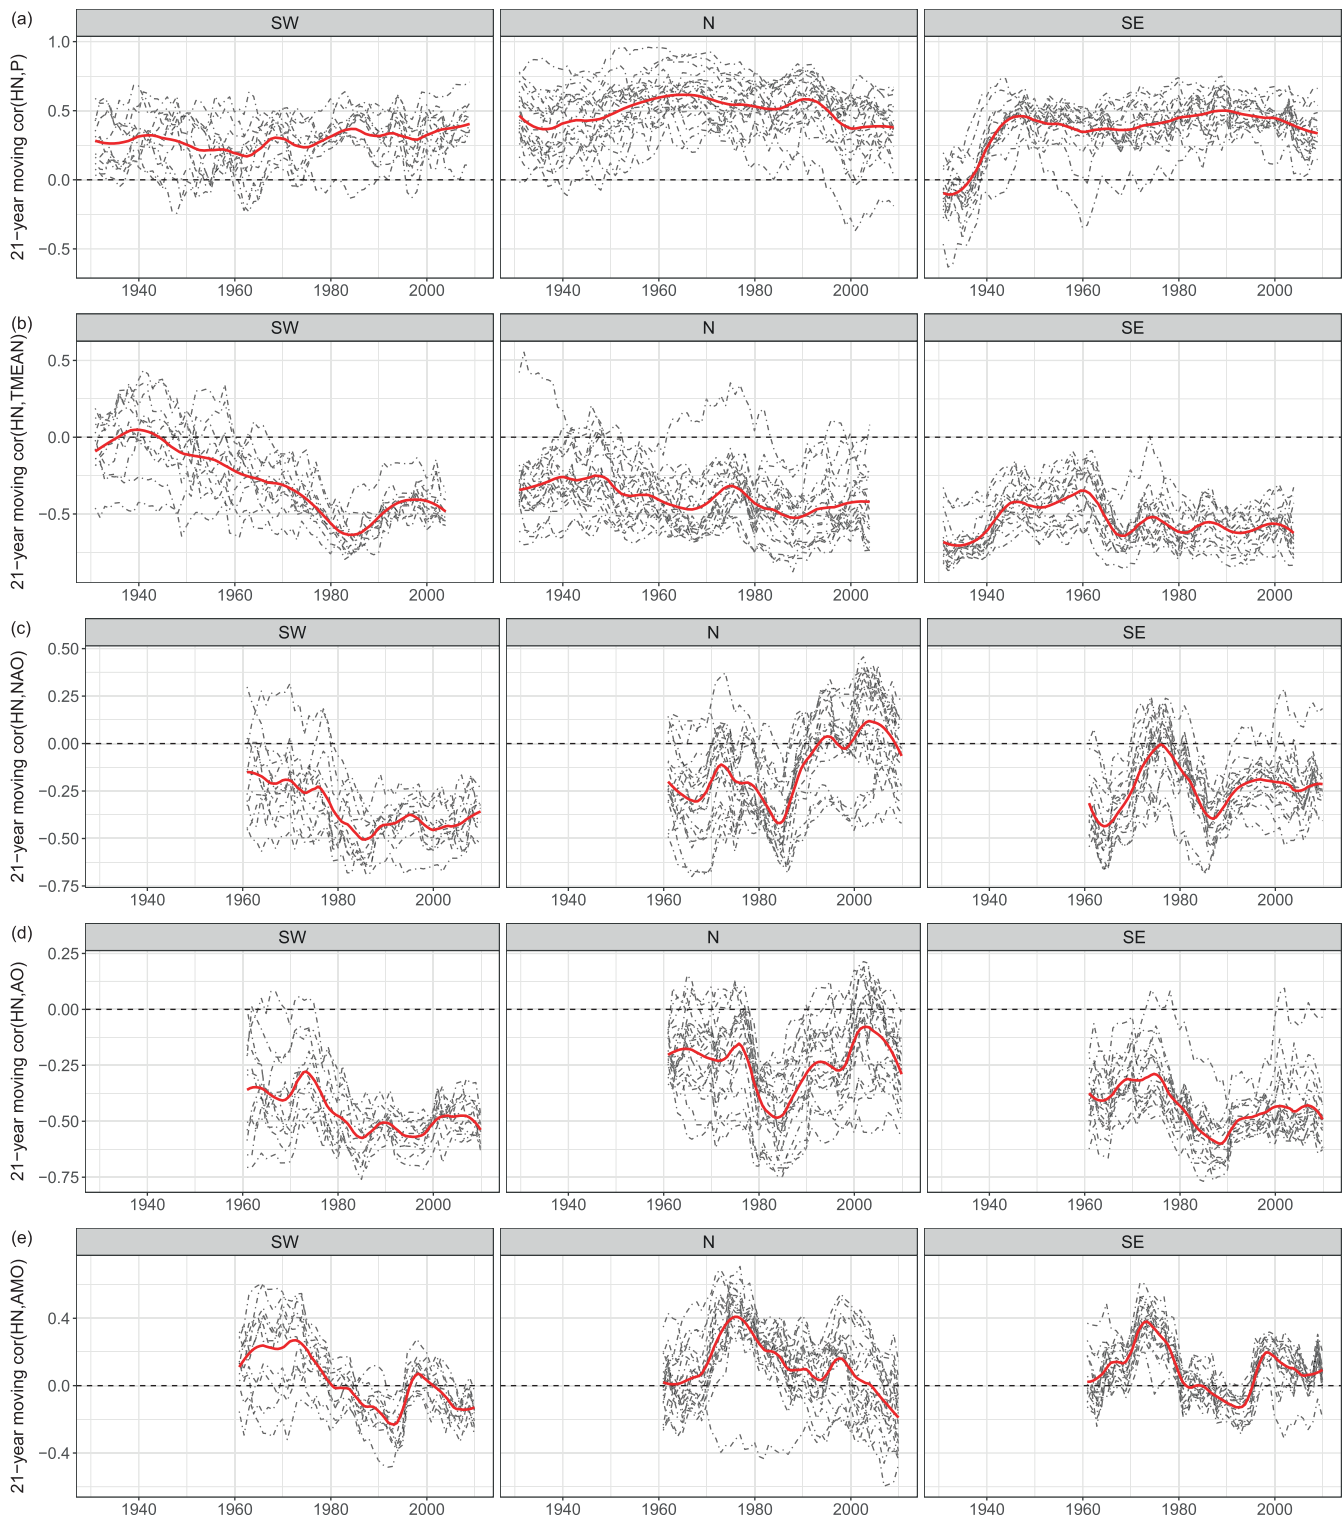 (a)
SW N SE
21−year moving cor(HN,P)
1.0
0.5
0.0
−0.5
1940 1960 1980 2000 1940 1960 1980 2000 1940 1960 1980 2000
(b)
SW N SE
21−year moving cor(HN,TMEAN)
0.5
0.0
−0.5
1940 1960 1980 2000 1940 1960 1980 2000 1940 1960 1980 2000
(c)
SW N SE
21−year moving cor(HN,NAO)
0.50
0.25
0.00
−0.25
−0.50
−0.75
1940 1960 1980 2000 1940 1960 1980 2000 1940 1960 1980 2000
(d)
SW N SE
21−year moving cor(HN,AO)
0.25
0.00
−0.25
−0.50
−0.75
1940 1960 1980 2000 1940 1960 1980 2000 1940 1960 1980 2000
(e)
SW N SE
21−year moving cor(HN,AMO)
0.4
0.0
−0.4
1940 1960 1980 2000 1940 1960 1980 2000 1940 1960 1980 2000